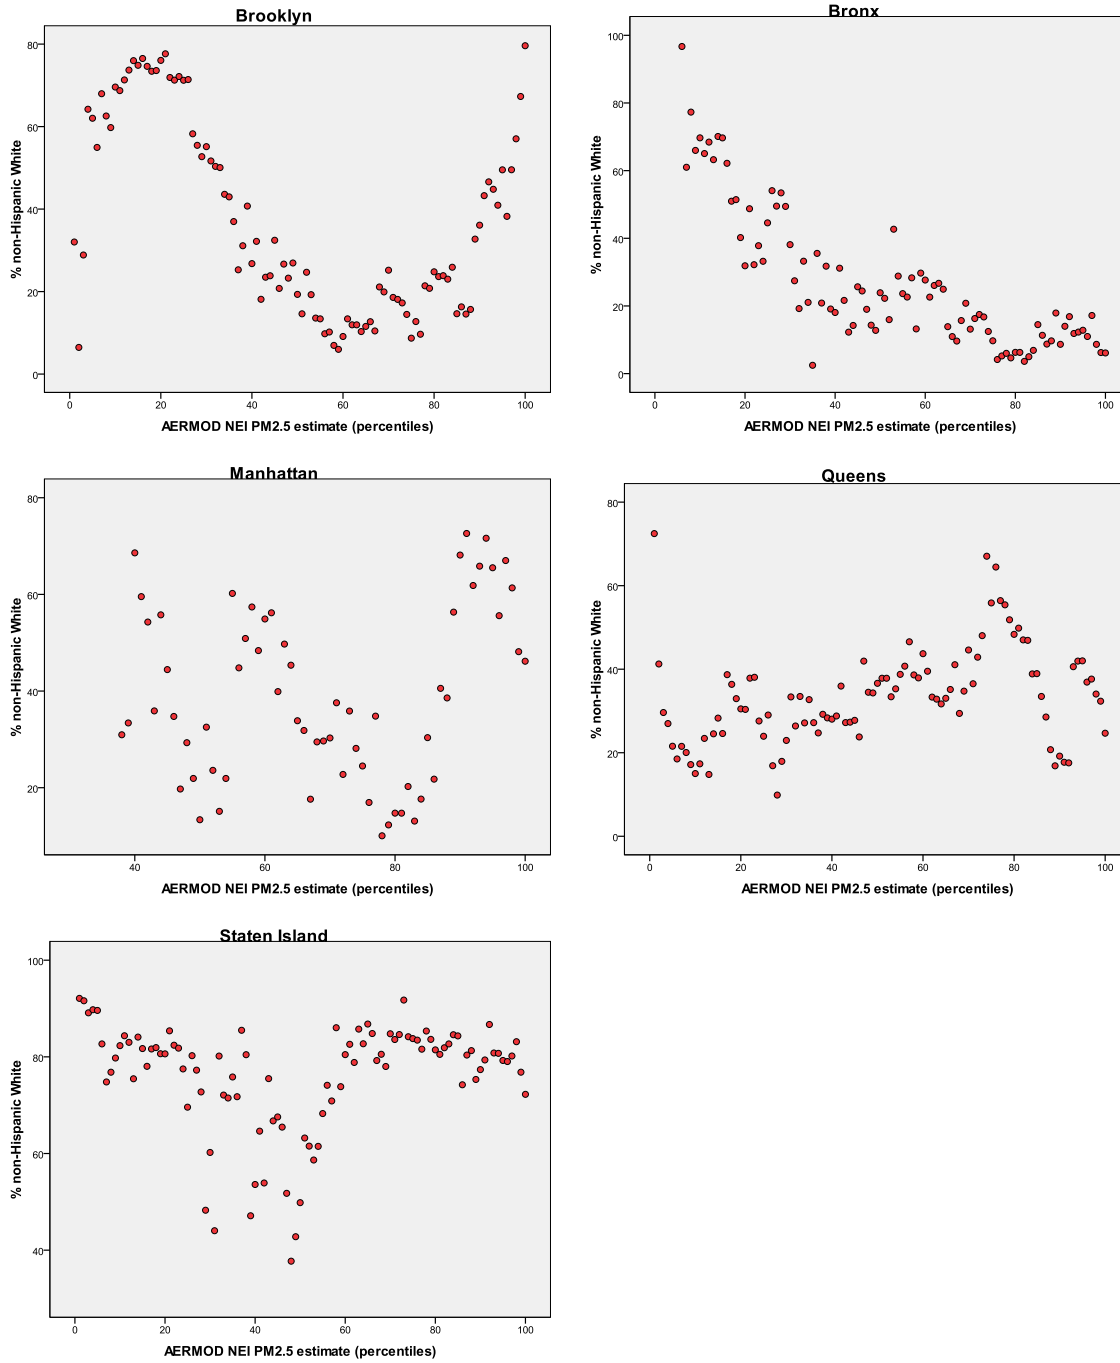 Brooklyn
% non-Hispanic White
80
60
40
20
0
0 20 40 60 80 100
AERMOD NEI PM2.5 estimate (percentiles)
Bronx
% non-Hispanic White
100
80
60
40
20
0
0 20 40 60 80 100
AERMOD NEI PM2.5 estimate (percentiles)
Manhattan
% non-Hispanic White
80
60
40
20
40 60 80 100
AERMOD NEI PM2.5 estimate (percentiles)
Queens
% non-Hispanic White
80
60
40
20
0
0 20 40 60 80 100
AERMOD NEI PM2.5 estimate (percentiles)
Staten Island
% non-Hispanic White
100
80
60
40
0 20 40 60 80 100
AERMOD NEI PM2.5 estimate (percentiles)